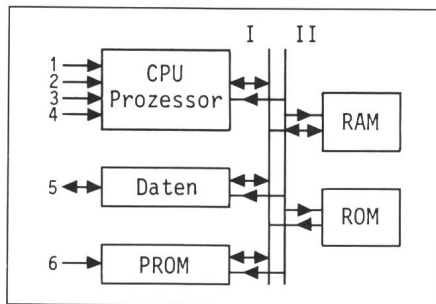 I II
1
2
3
4
CPU
Prozessor
RAM
5
Daten
ROM
6
PROM